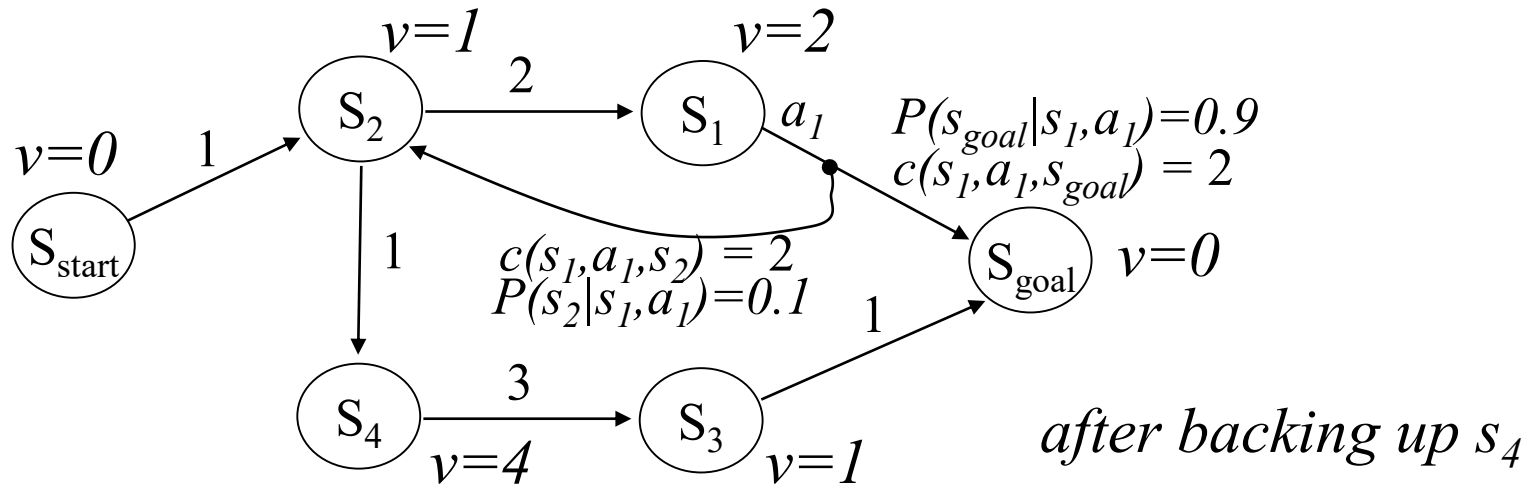 v=1
v=2
2
S2
S1
a1
P(sgoal|s1,a1)=0.9
c(s1,a1,sgoal) = 2
v=0
1
Sstart
1
c(s1,a1,s2) = 2
P(s2|s1,a1)=0.1
Sgoal
v=0
1
3
S4
S3
v=4
v=1
after backing up s4